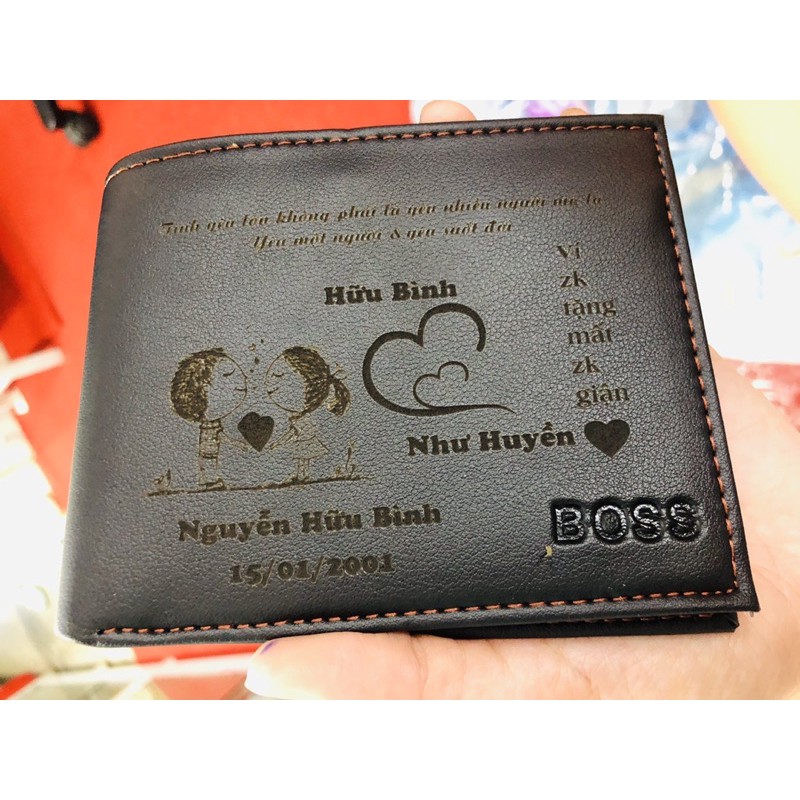 Tình yêu lớn không phải là yêu nhiều người mà là
Yêu một người & yêu suốt đời
Hữu Bình
Ví
zk
tặng
mất
zk
giận
Như Huyền
Nguyễn Hữu Bình
15/01/2001
BOSS